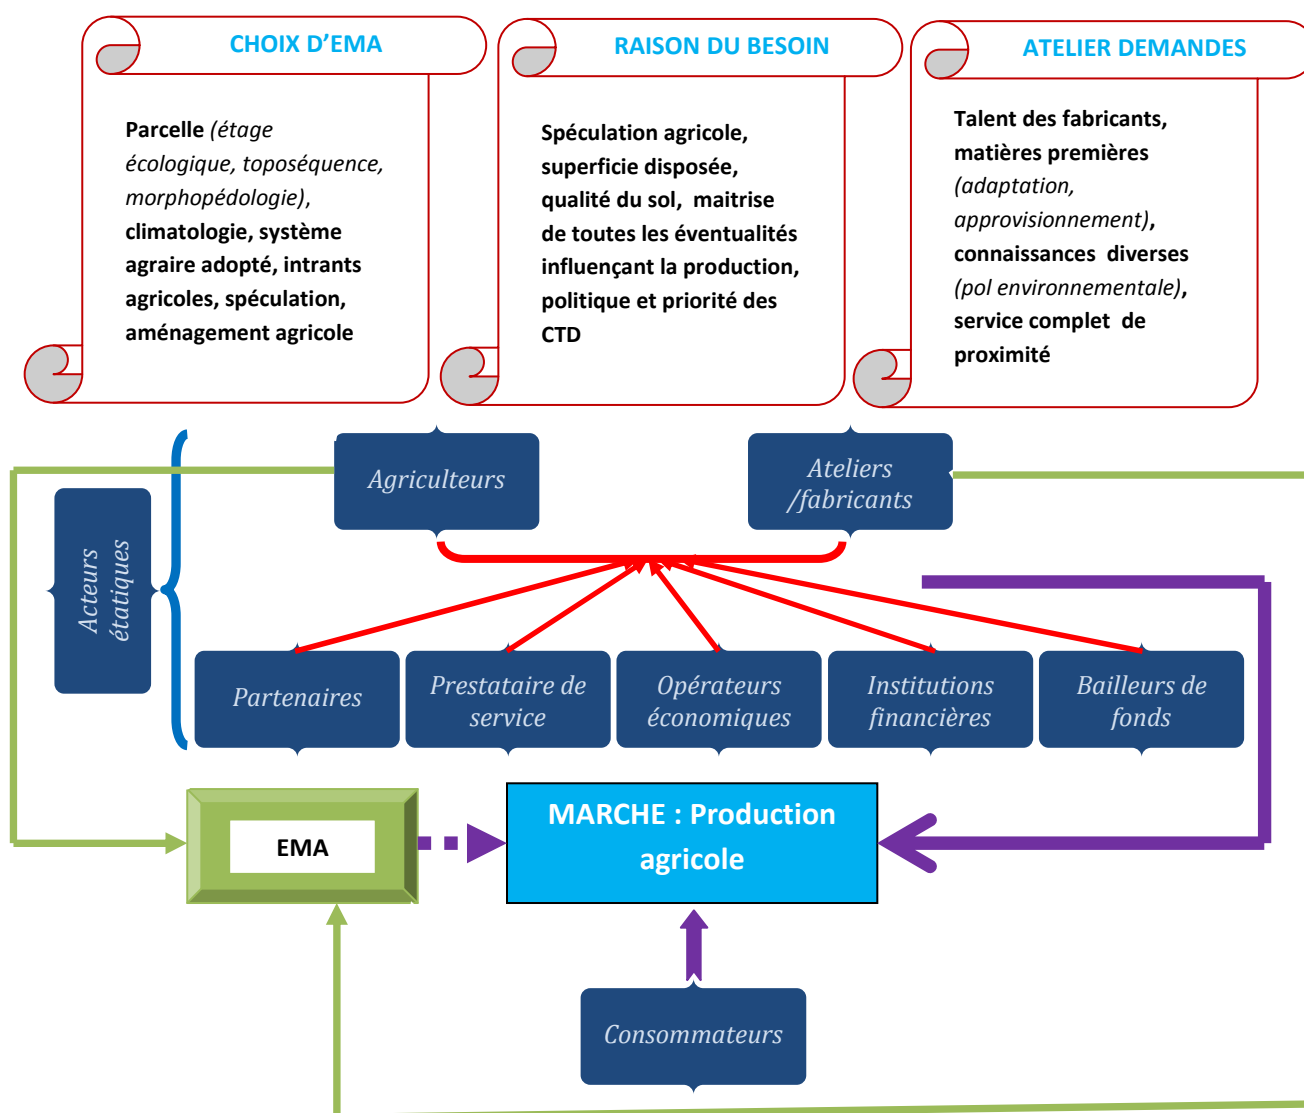 CHOIX D’EMA
Parcelle (étage
écologique, toposéquence,
morphopédologie),
climatologie, système
agraire adopté, intrants
agricoles, spéculation,
aménagement agricole
RAISON DU BESOIN
Spéculation agricole,
superficie disposée,
qualité du sol, maitrise
de toutes les éventualités
influençant la production,
politique et priorité des
CTD
ATELIER DEMANDES
Talent des fabricants,
matières premières
(adaptation,
approvisionnement),
connaissances diverses
(pol environnementale),
service complet de
proximité
Agriculteurs
Ateliers
/fabricants
Acteurs
étatiques
Partenaires
Prestataire de
service
Opérateurs
économiques
Institutions
financières
Bailleurs de
fonds
EMA
MARCHE : Production
agricole
Consommateurs